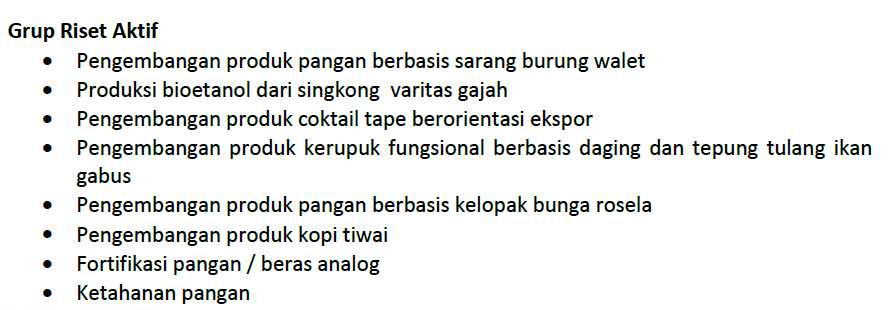 Grup Riset Aktif
• Pengembangan produk pangan berbasis sarang burung walet
• Produksi bioetanol dari singkong  varitas gajah
• Pengembangan produk coktail tape berorientasi ekspor
• Pengembangan produk kerupuk fungsional berbasis daging dan tepung tulang ikan
gabus
• Pengembangan produk pangan berbasis kelopak bunga rosela
• Pengembangan produk kopi tiwai
• Fortifikasi pangan / beras analog
• Ketahanan pangan